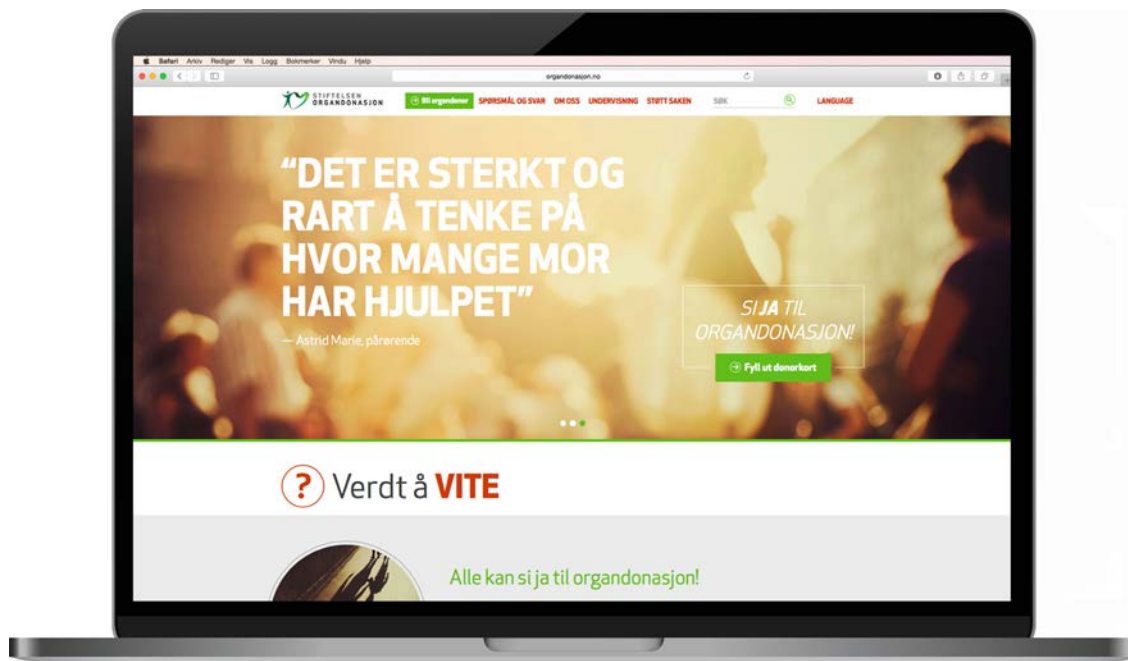 Safari Arkiv Rediger Vis Logg Bokmerker Vindu Hjelp
organdonasjon.no
STIFTELSEN
ORGANDONASJON
Bli organdonor SPØRSMÅL OG SVAR OM OSS UNDERVISNING STØTT SAKEN SØK LANGUAGE
“DET ER STERKT OG
RART Å TENKE PÅ
HVOR MANGE MOR
HAR HJULPET”
— Astrid Marie, pårørende
SI JA TIL
ORGANDONASJON!
Fyll ut donorkort
? Verdt å VITE
Alle kan si ja til organdonasjon!